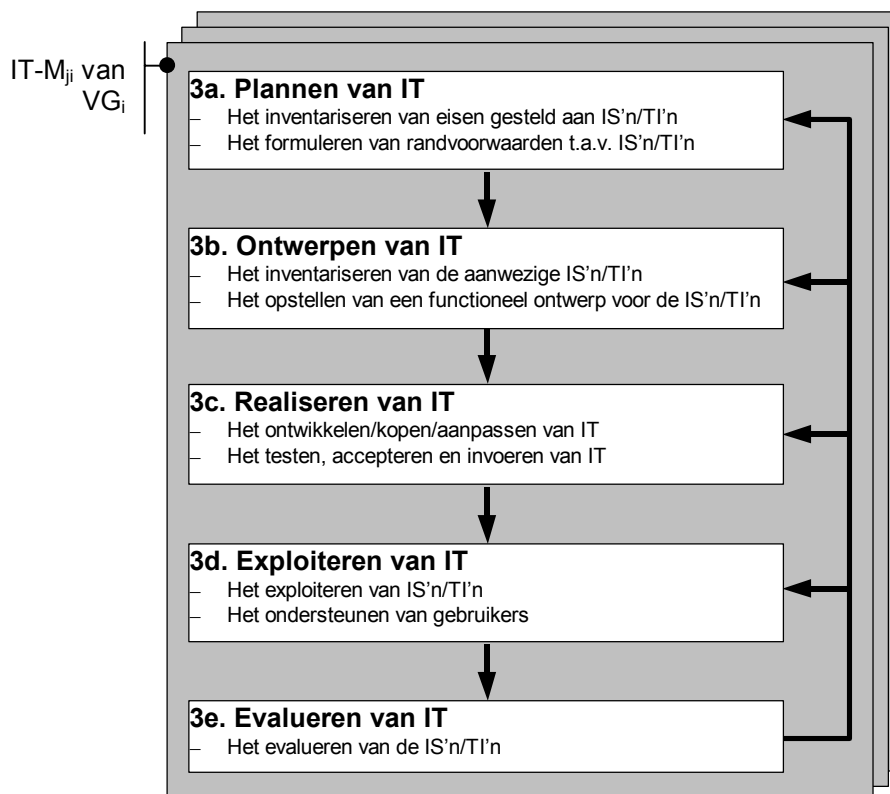 IT-Mji van
VGi
3a. Plannen van IT
– Het inventariseren van eisen gesteld aan IS’n/TI’n
– Het formuleren van randvoorwaarden t.a.v. IS’n/TI’n
3b. Ontwerpen van IT
– Het inventariseren van de aanwezige IS’n/TI’n
– Het opstellen van een functioneel ontwerp voor de IS’n/TI’n
3c. Realiseren van IT
– Het ontwikkelen/kopen/aanpassen van IT
– Het testen, accepteren en invoeren van IT
3d. Exploiteren van IT
– Het exploiteren van IS’n/TI’n
– Het ondersteunen van gebruikers
3e. Evalueren van IT
– Het evalueren van de IS’n/TI’n